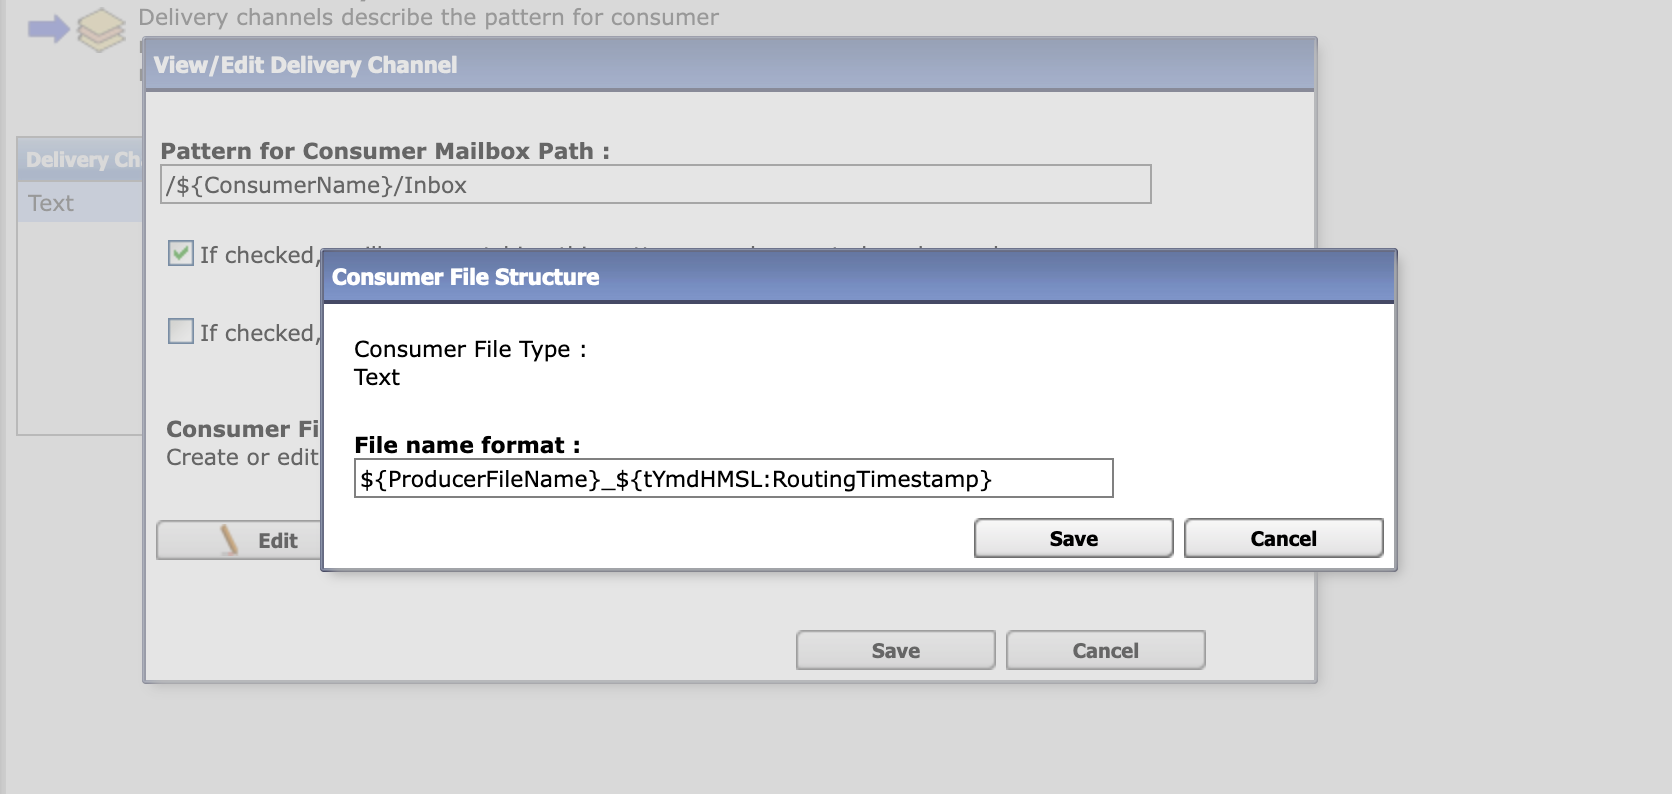 Delivery channels describe the pattern for consumer
View/Edit Delivery Channel
Pattern for Consumer Mailbox Path :
/${ConsumerName}/Inbox
Delivery Ch
Text
If checked,
Consumer File Structure
If checked,
Consumer File Type :
Text
Consumer Fi
Create or edit
File name format :
${ProducerFileName}_${tYmdHMSL:RoutingTimestamp}
Edit
Save
Cancel
Save
Cancel